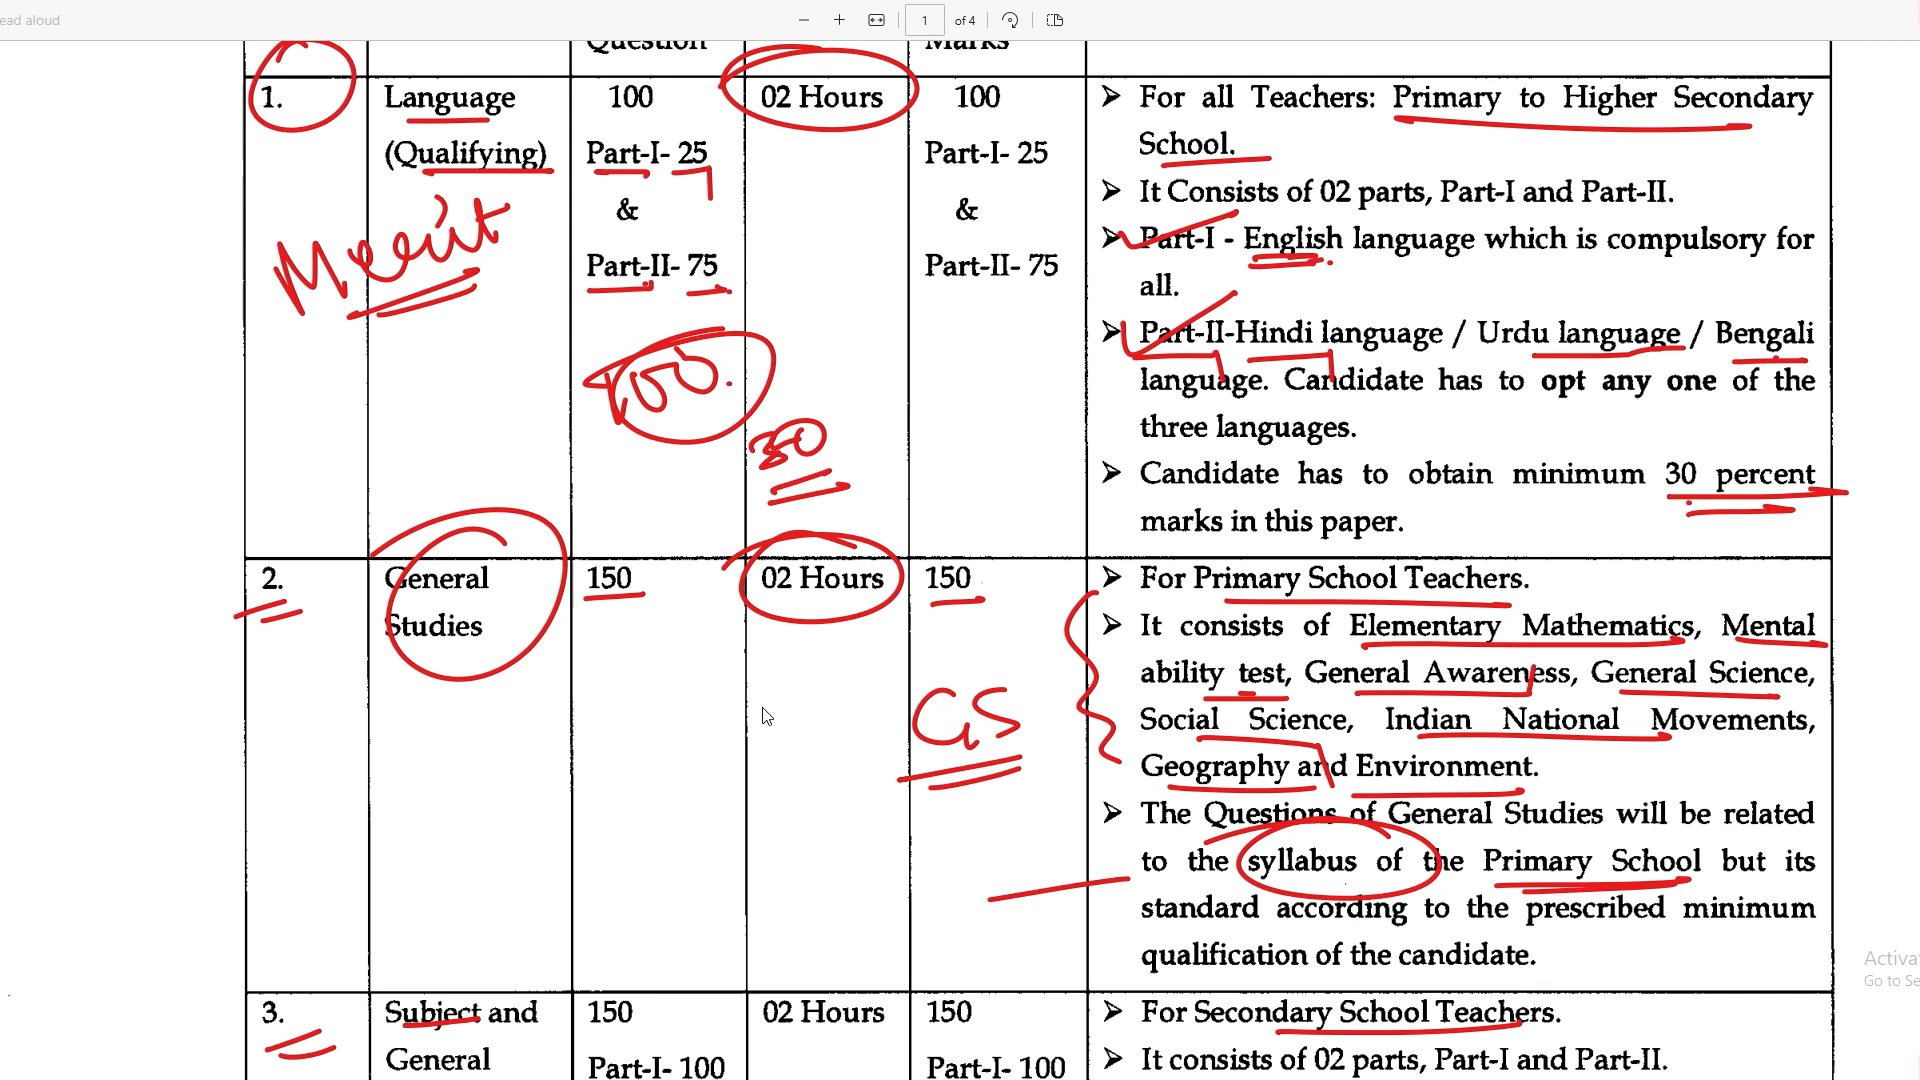 ead aloud
1
of 4
Question
Marks
1.
Language
(Qualifying)
100
Part-I- 25
&
Part-II- 75
02 Hours
100
Part-I- 25
&
Part-II- 75
➢ For all Teachers: Primary to Higher Secondary
School.
➢ It Consists of 02 parts, Part-I and Part-II.
➢ Part-I - English language which is compulsory for
all.
➢ Part-II-Hindi language / Urdu language / Bengali
language. Candidate has to opt any one of the
three languages.
➢ Candidate has to obtain minimum 30 percent
marks in this paper.
Merit
100.
30
2.
General
Studies
150
02 Hours
150
➢ For Primary School Teachers.
➢ It consists of Elementary Mathematics, Mental
ability test, General Awareness, General Science,
Social Science, Indian National Movements,
Geography and Environment.
➢ The Questions of General Studies will be related
to the syllabus of the Primary School but its
standard according to the prescribed minimum
qualification of the candidate.
GS
3.
Subject and
General
150
Part-I- 100
02 Hours
150
Part-I- 100
➢ For Secondary School Teachers.
➢ It consists of 02 parts, Part-I and Part-II.
Activa
Go to Se